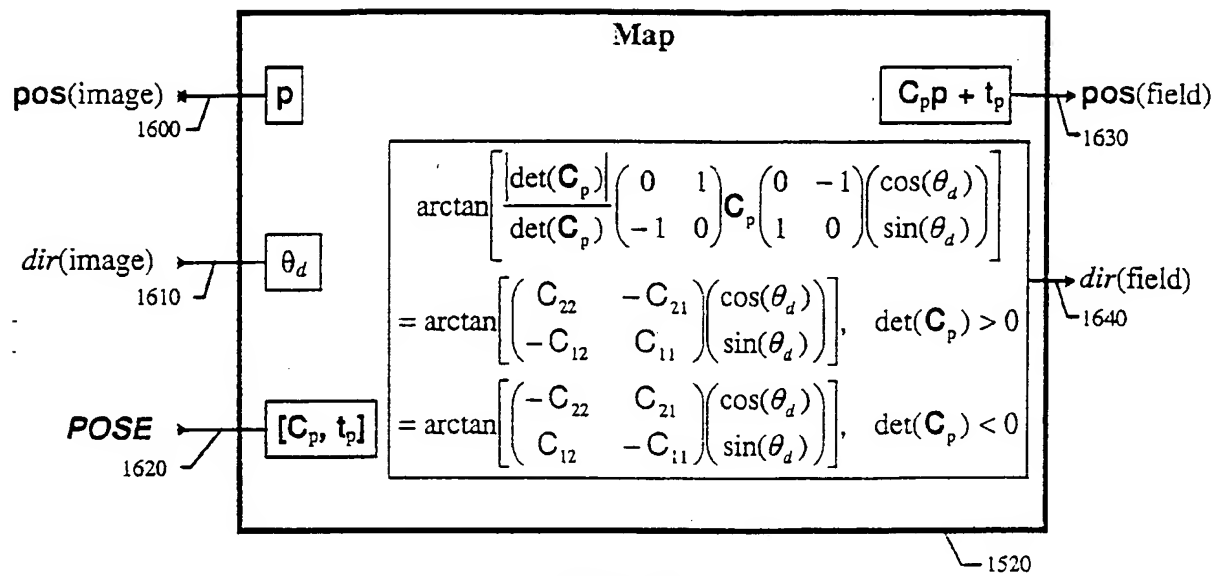 Map
pos(image) 1600 p
C_p p + t_p pos(field) 1630
arctan[ |det(C_p)| / det(C_p) ( 0 1 ; −1 0 ) C_p ( 0 −1 ; 1 0 ) ( cos(θ_d) ; sin(θ_d) ) ]
dir(image) 1610 θ_d
= arctan[ ( C_22 −C_21 ; −C_12 C_11 ) ( cos(θ_d) ; sin(θ_d) ) ], det(C_p) > 0
dir(field) 1640
POSE 1620 [C_p, t_p]
= arctan[ ( −C_22 C_21 ; C_12 −C_11 ) ( cos(θ_d) ; sin(θ_d) ) ], det(C_p) < 0
1520